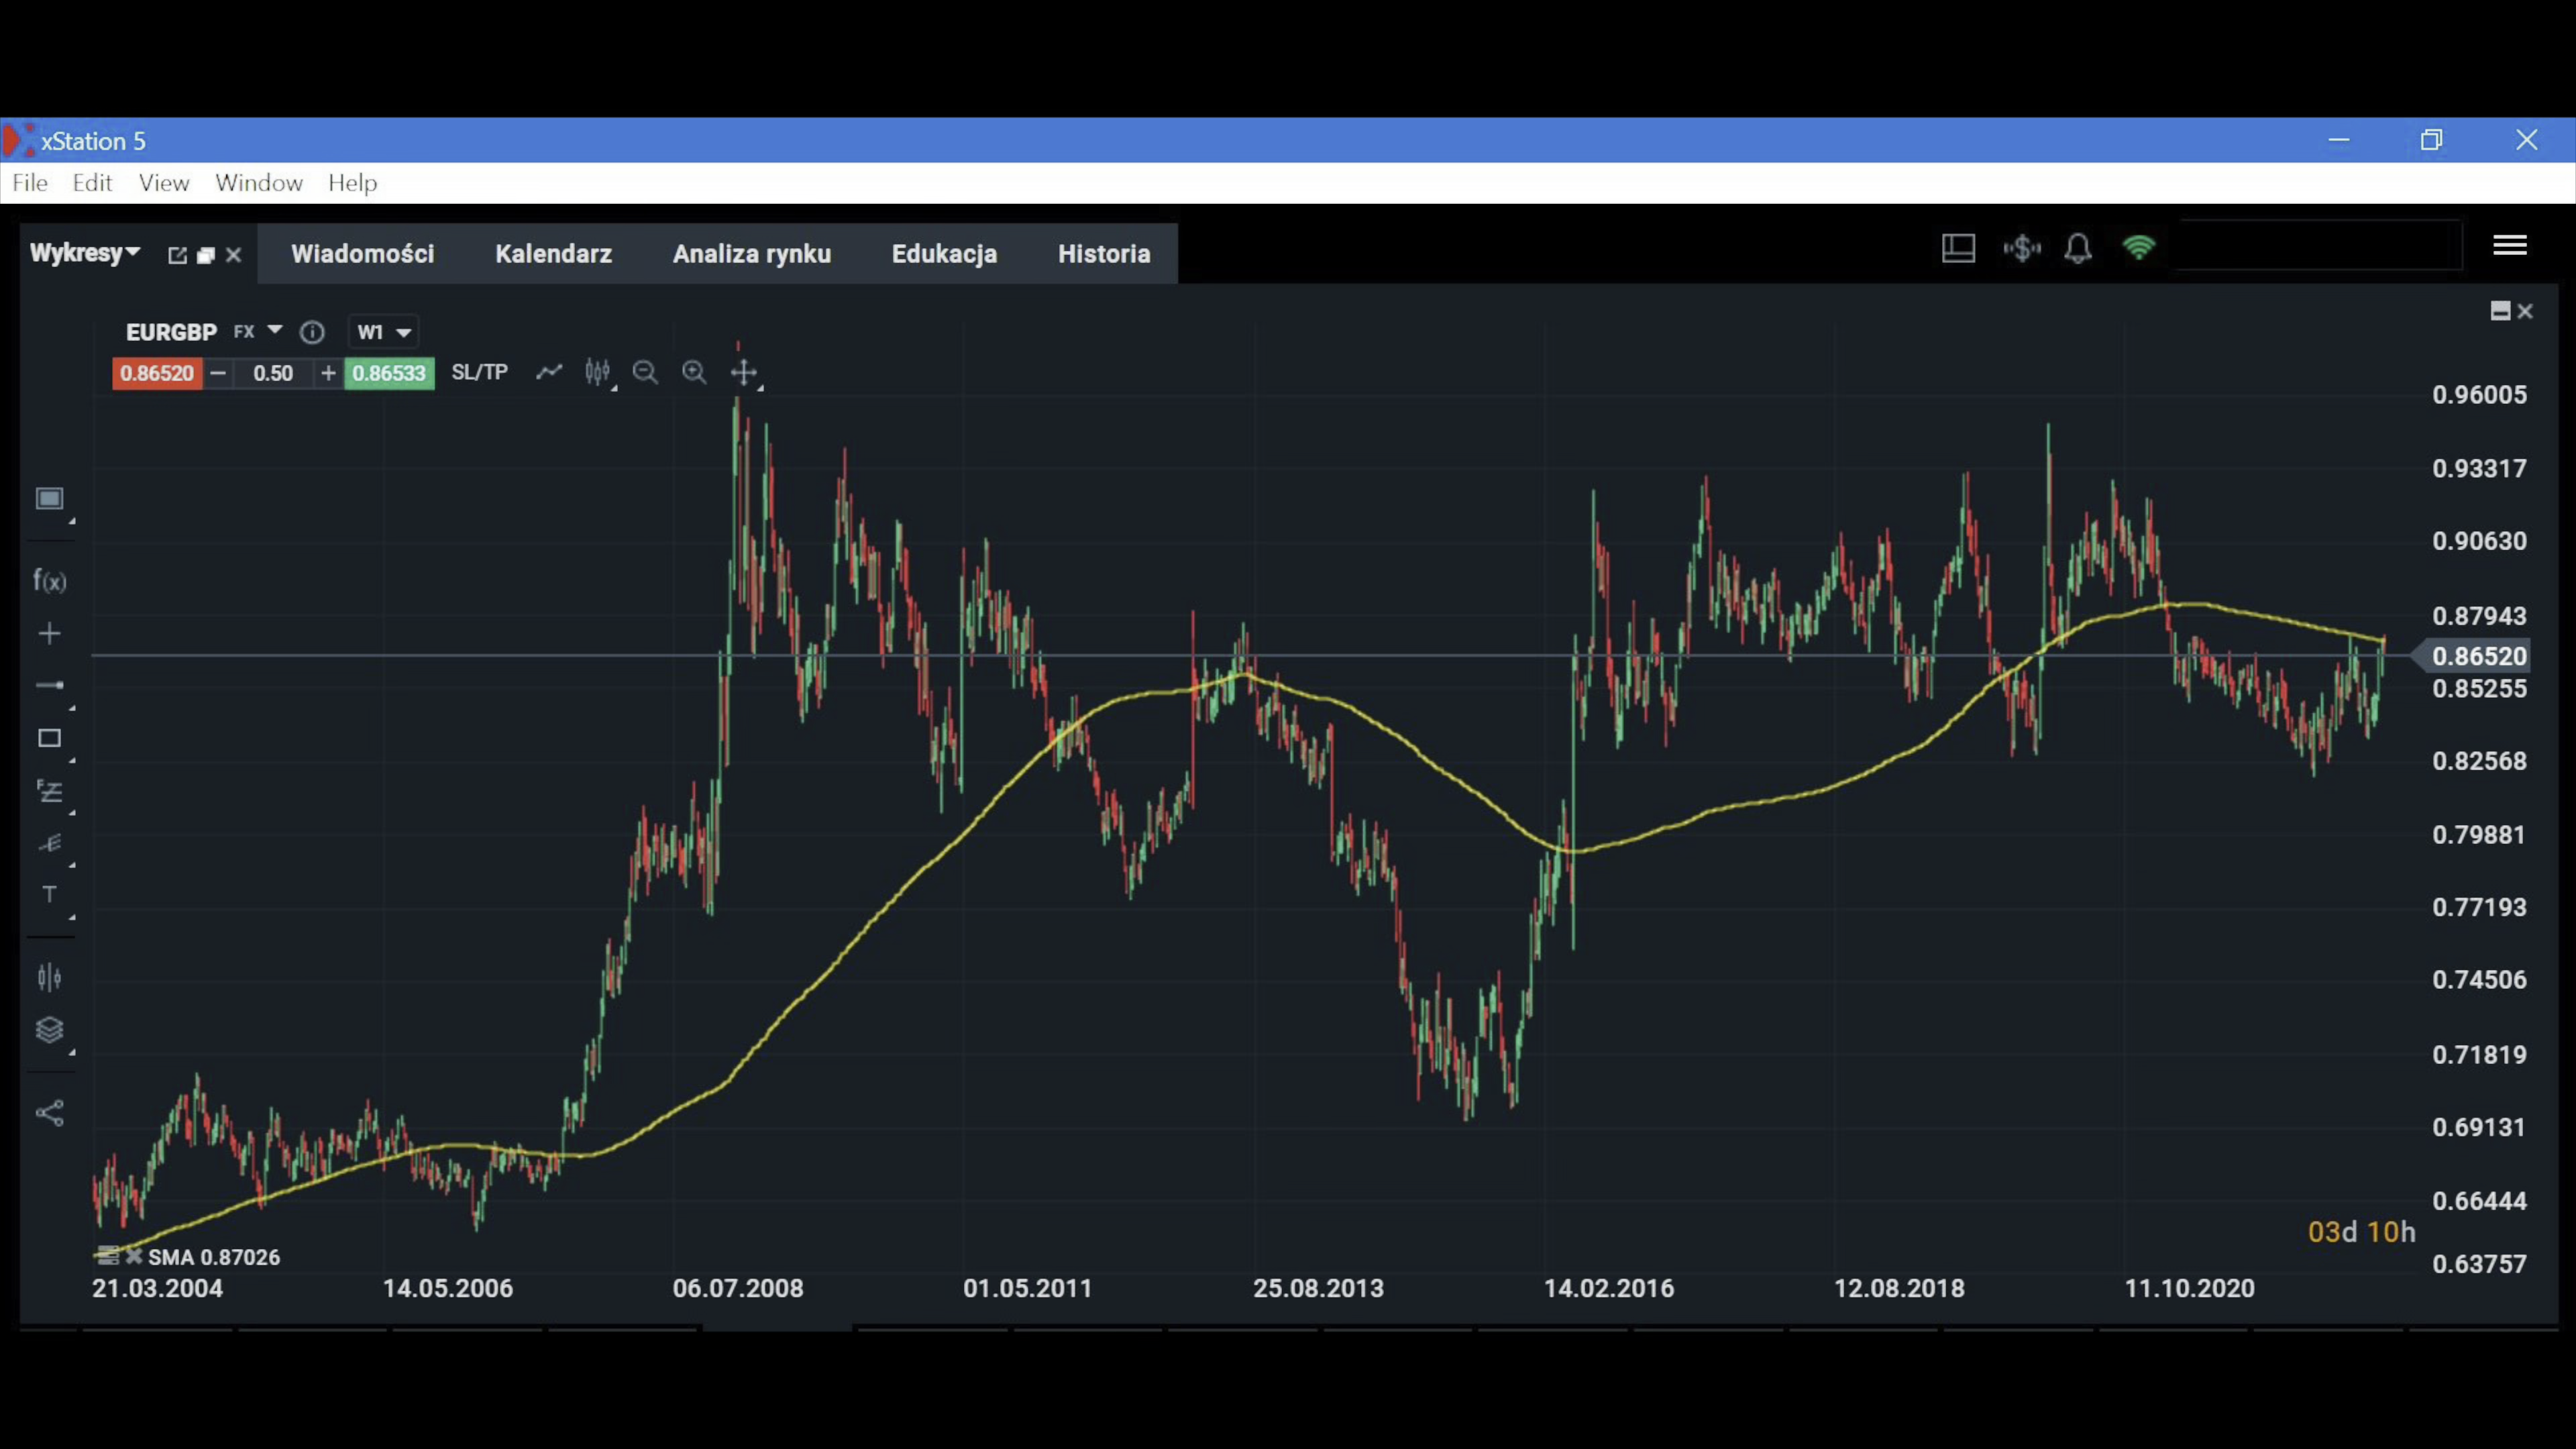 xStation 5
File Edit View Window Help
Wykresy Wiadomości Kalendarz Analiza rynku Edukacja Historia
EURGBP FX W1
0.86520 0.50 0.86533 SL/TP
0.96005
0.93317
0.90630
0.87943
0.86520
0.85255
0.82568
0.79881
0.77193
0.74506
0.71819
0.69131
0.66444
0.63757
f(x)
T
03d 10h
SMA 0.87026
21.03.2004 14.05.2006 06.07.2008 01.05.2011 25.08.2013 14.02.2016 12.08.2018 11.10.2020